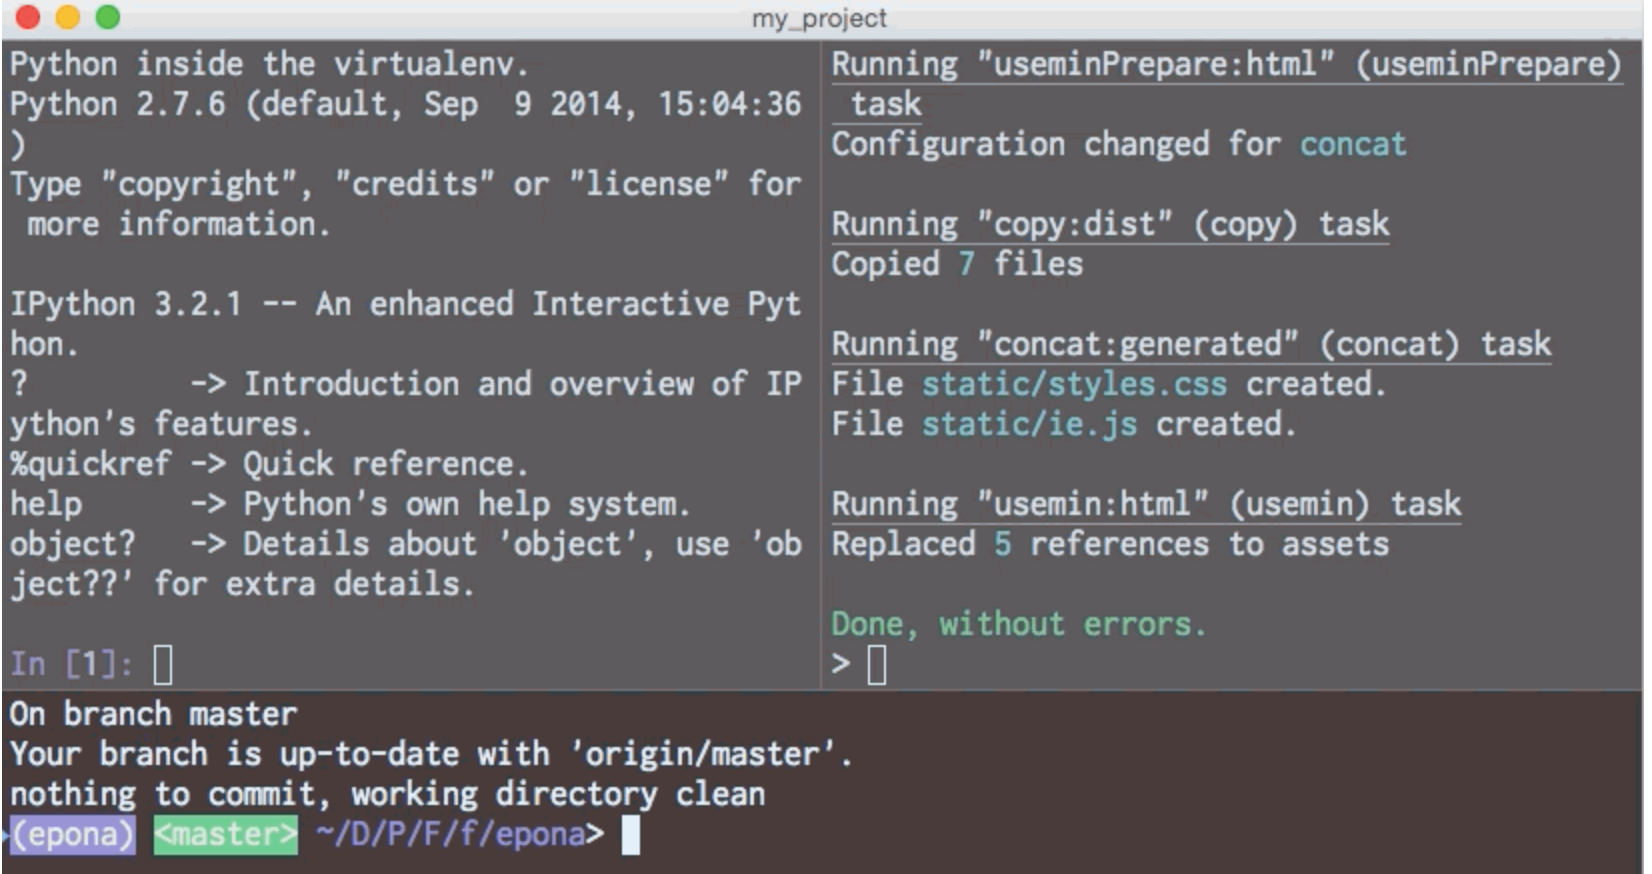 my_project
Python inside the virtualenv.
Python 2.7.6 (default, Sep  9 2014, 15:04:36
)
Type "copyright", "credits" or "license" for
 more information.
IPython 3.2.1 -- An enhanced Interactive Pyt
hon.
?         -> Introduction and overview of IP
ython's features.
%quickref -> Quick reference.
help      -> Python's own help system.
object?   -> Details about 'object', use 'ob
ject??' for extra details.
In [1]:
Running "useminPrepare:html" (useminPrepare)
 task
Configuration changed for concat
Running "copy:dist" (copy) task
Copied 7 files
Running "concat:generated" (concat) task
File static/styles.css created.
File static/ie.js created.
Running "usemin:html" (usemin) task
Replaced 5 references to assets
Done, without errors.
>
On branch master
Your branch is up-to-date with 'origin/master'.
nothing to commit, working directory clean
(epona) <master> ~/D/P/F/f/epona>